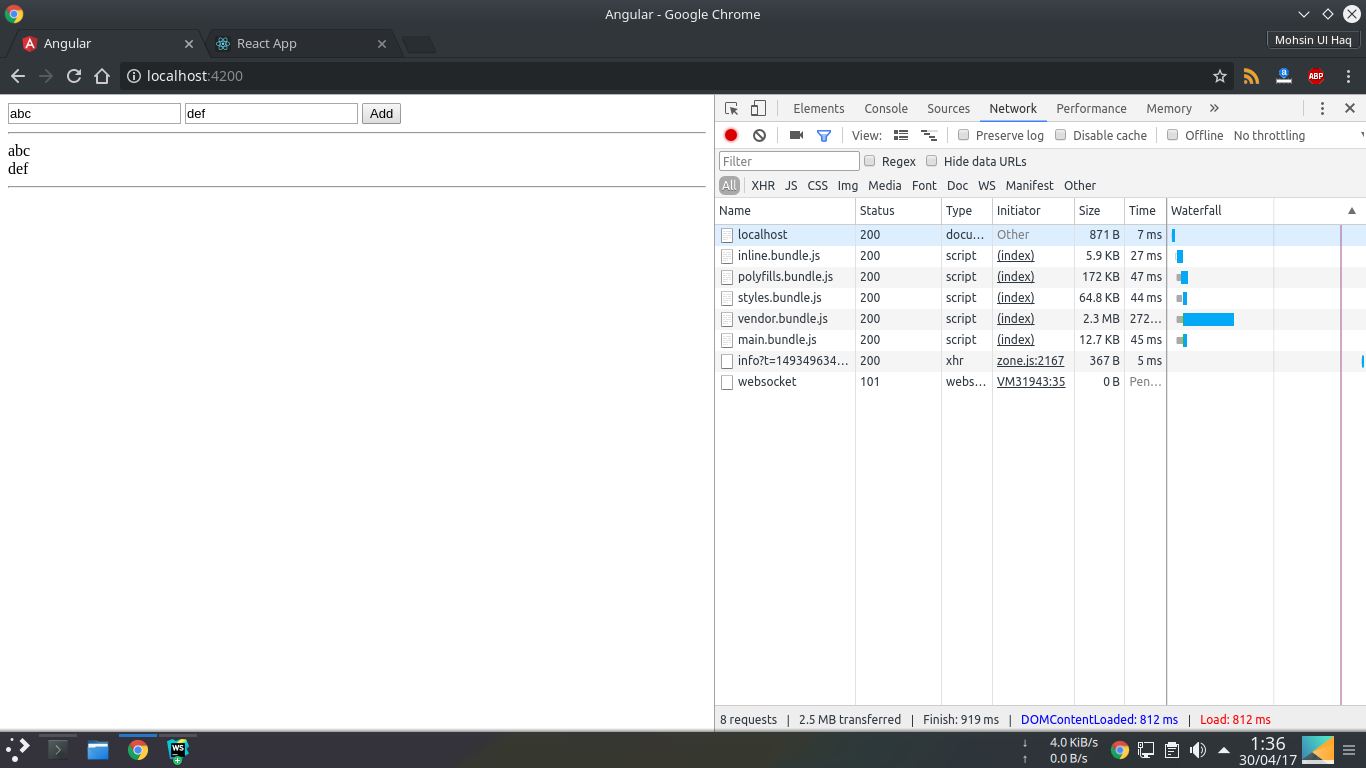 Angular - Google Chrome
Angular
React App
Mohsin Ul Haq
localhost:4200
abc def Add
abc
def
Elements Console Sources Network Performance Memory
View: Preserve log Disable cache Offline No throttling
Filter Regex Hide data URLs
All XHR JS CSS Img Media Font Doc WS Manifest Other
Name Status Type Initiator Size Time Waterfall
localhost 200 docu... Other 871 B 7 ms
inline.bundle.js 200 script (index) 5.9 KB 27 ms
polyfills.bundle.js 200 script (index) 172 KB 47 ms
styles.bundle.js 200 script (index) 64.8 KB 44 ms
vendor.bundle.js 200 script (index) 2.3 MB 272...
main.bundle.js 200 script (index) 12.7 KB 45 ms
info?t=149349634... 200 xhr zone.js:2167 367 B 5 ms
websocket 101 webs... VM31943:35 0 B Pen...
8 requests | 2.5 MB transferred | Finish: 919 ms | DOMContentLoaded: 812 ms | Load: 812 ms
WS
↓ 4.0 KiB/s
↑ 0.0 B/s
1:36
30/04/17
a
ABP